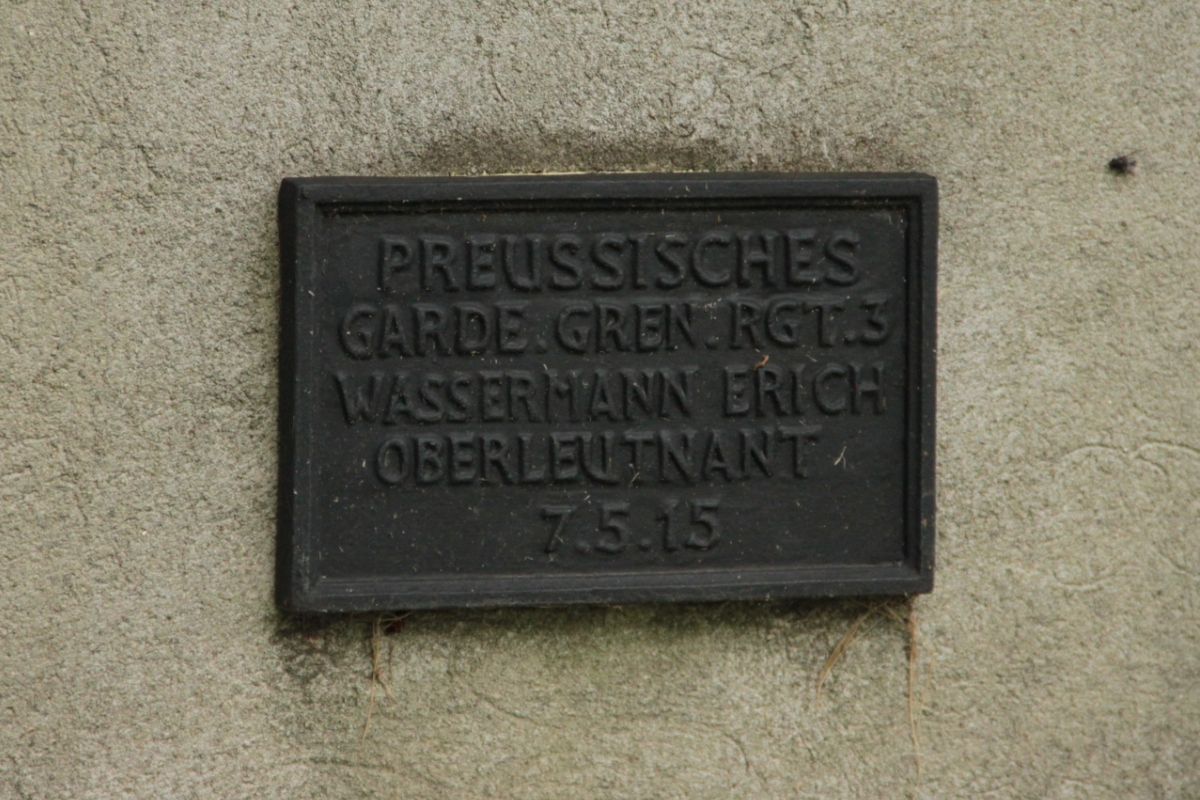 PREUSSISCHES
GARDE.GREN.RGT.3
WASSERMANN ERICH
OBERLEUTNANT
7.5.15